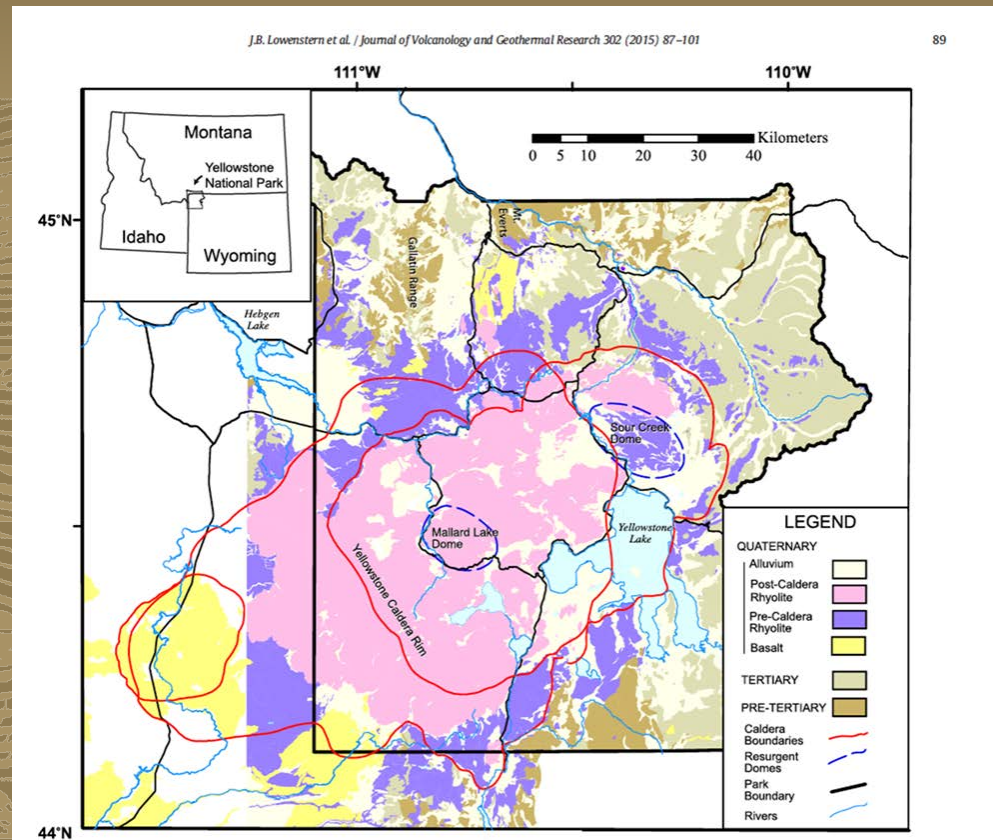 J.B. Lowenstern et al. / Journal of Volcanology and Geothermal Research 302 (2015) 87–101
89
111°W
110°W
Montana
Yellowstone
National Park
Idaho
Wyoming
Kilometers
0 5 10 20 30 40
45°N
Mt.
Everts
Gallatin Range
Hebgen
Lake
Sour Creek
Dome
Mallard Lake
Dome
Yellowstone
Lake
Yellowstone Caldera Rim
LEGEND
QUATERNARY
Alluvium
Post-Caldera
Rhyolite
Pre-Caldera
Rhyolite
Basalt
TERTIARY
PRE-TERTIARY
Caldera
Boundaries
Resurgent
Domes
Park
Boundary
Rivers
44°N